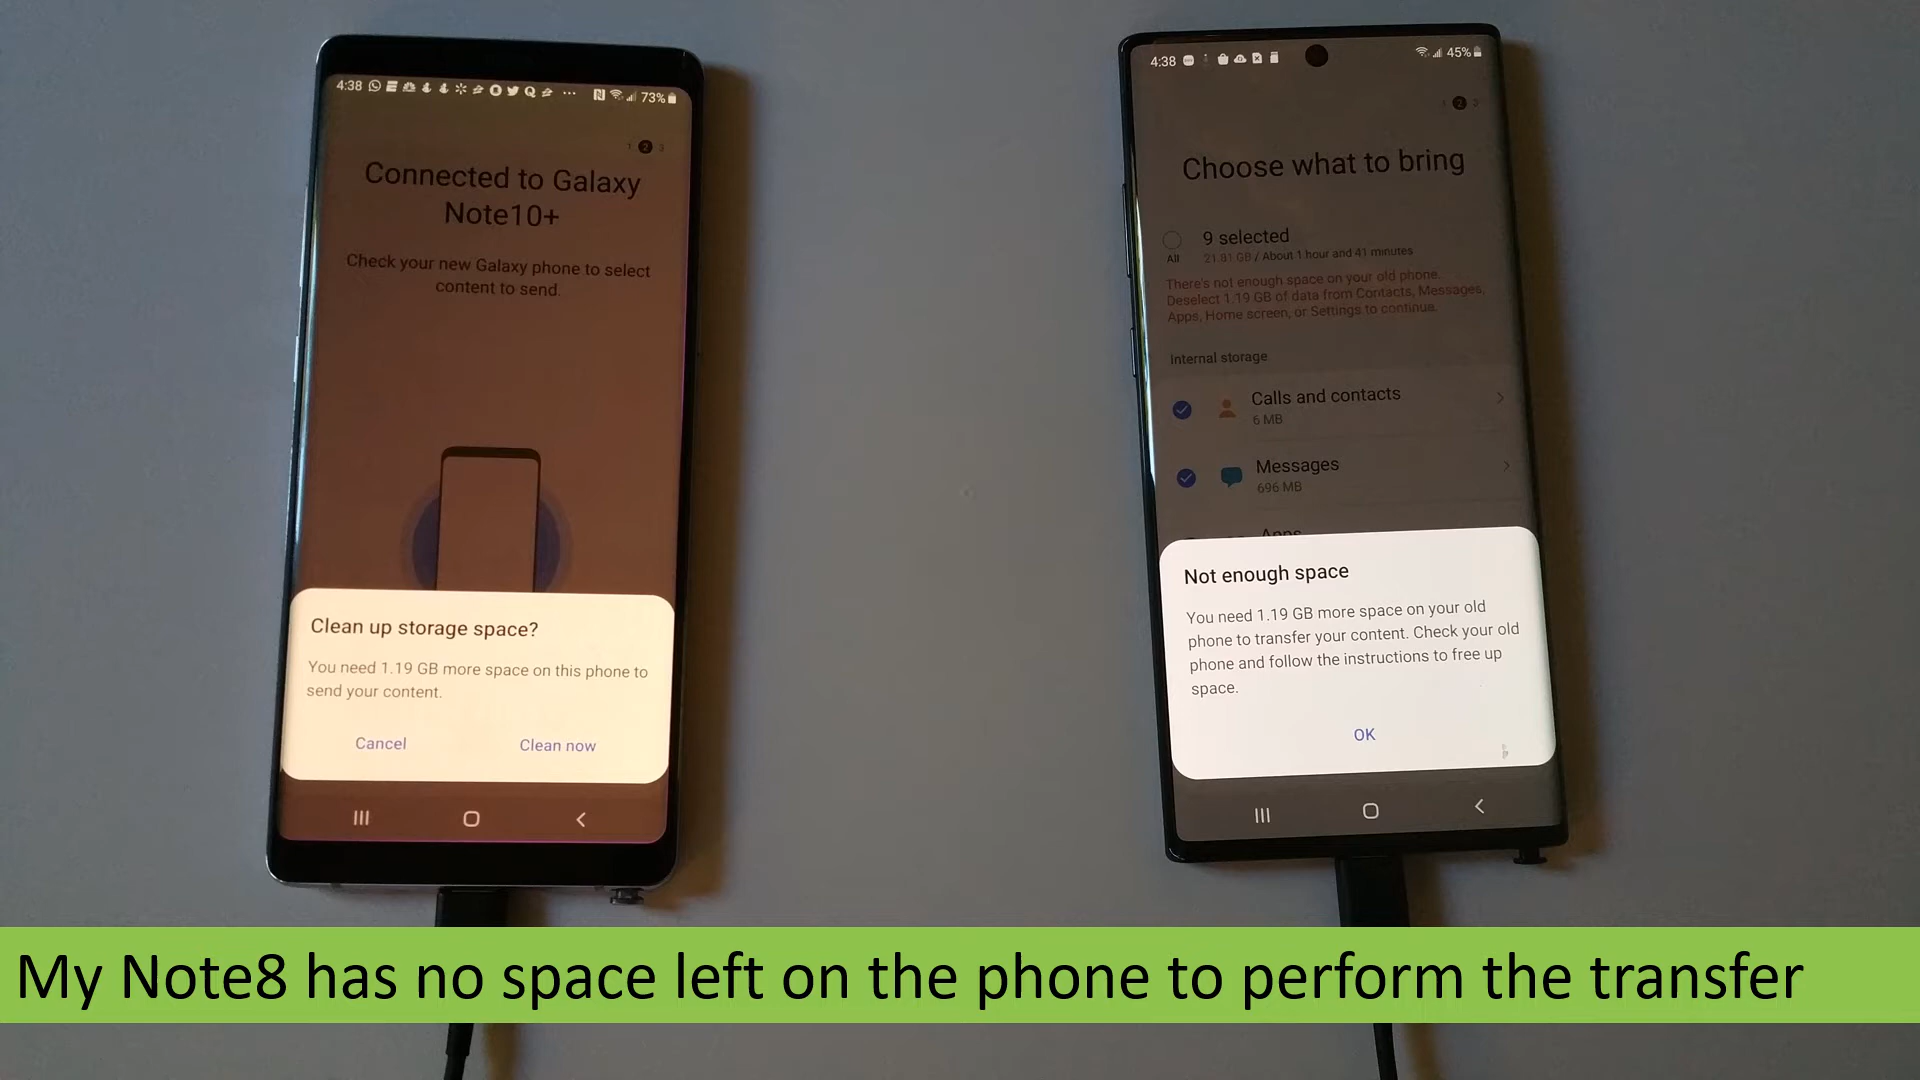 4:38
73%
1 2 3
Connected to Galaxy
Note10+
Check your new Galaxy phone to select
content to send.
Clean up storage space?
You need 1.19 GB more space on this phone to
send your content.
Cancel
Clean now
4:38
45%
2 3
Choose what to bring
9 selected
All
21.81 GB / About 1 hour and 41 minutes
There's not enough space on your old phone.
Deselect 1.19 GB of data from Contacts, Messages,
Apps, Home screen, or Settings to continue.
Internal storage
Calls and contacts
6 MB
Messages
696 MB
Apps
Not enough space
You need 1.19 GB more space on your old
phone to transfer your content. Check your old
phone and follow the instructions to free up
space.
OK
My Note8 has no space left on the phone to perform the transfer